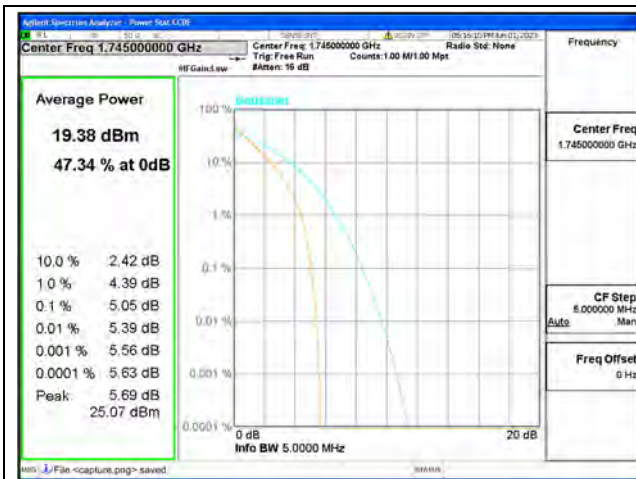 Agilent Spectrum Analyzer - Power Stat CCDF
Center Freq 1.745000000 GHz
Center Freq: 1.745000000 GHz
Radio Std: None
Trig: Free Run
Counts:1.00 M/1.00 Mpt
#IFGain:Low
#Atten: 16 dB
Average Power
19.38 dBm
47.34 % at 0dB
10.0 % 2.42 dB
1.0 % 4.39 dB
0.1 % 5.05 dB
0.01 % 5.39 dB
0.001 % 5.56 dB
0.0001 % 5.63 dB
Peak 5.69 dB
25.07 dBm
Gaussian
100 %
10 %
1 %
0.1 %
0.01 %
0.001 %
0.0001 %
0 dB
20 dB
Info BW 5.0000 MHz
Frequency
Center Freq
1.745000000 GHz
CF Step
5.000000 MHz
Auto Man
Freq Offset
0 Hz
MSG File <capture.png> saved
STATUS